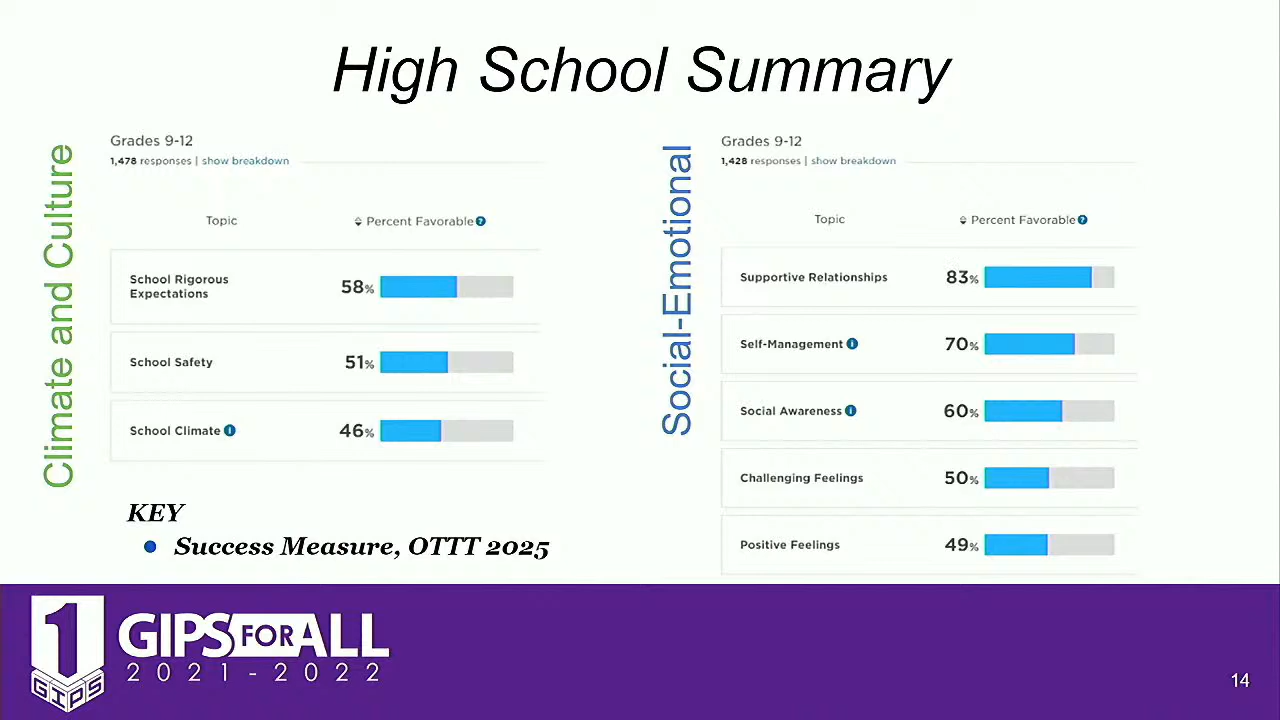 High School Summary
Climate and Culture
Grades 9-12
1,478 responses | show breakdown
Topic Percent Favorable
School Rigorous
Expectations
58%
School Safety 51%
School Climate 46%
KEY
Success Measure, OTTT 2025
Social-Emotional
Grades 9-12
1,428 responses | show breakdown
Topic Percent Favorable
Supportive Relationships 83%
Self-Management 70%
Social Awareness 60%
Challenging Feelings 50%
Positive Feelings 49%
1
GIPS
GIPS FOR ALL
2021-2022
14